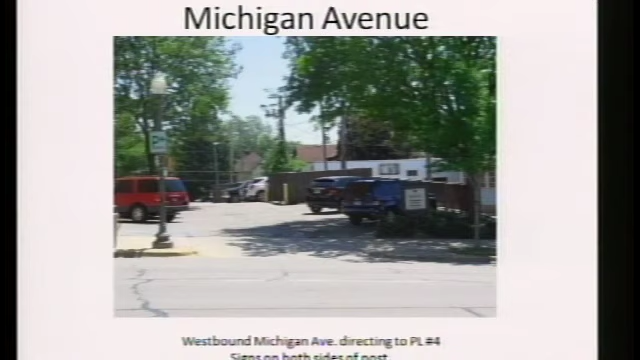 Michigan Avenue
Westbound Michigan Ave. directing to PL #4
Signs on both sides of post